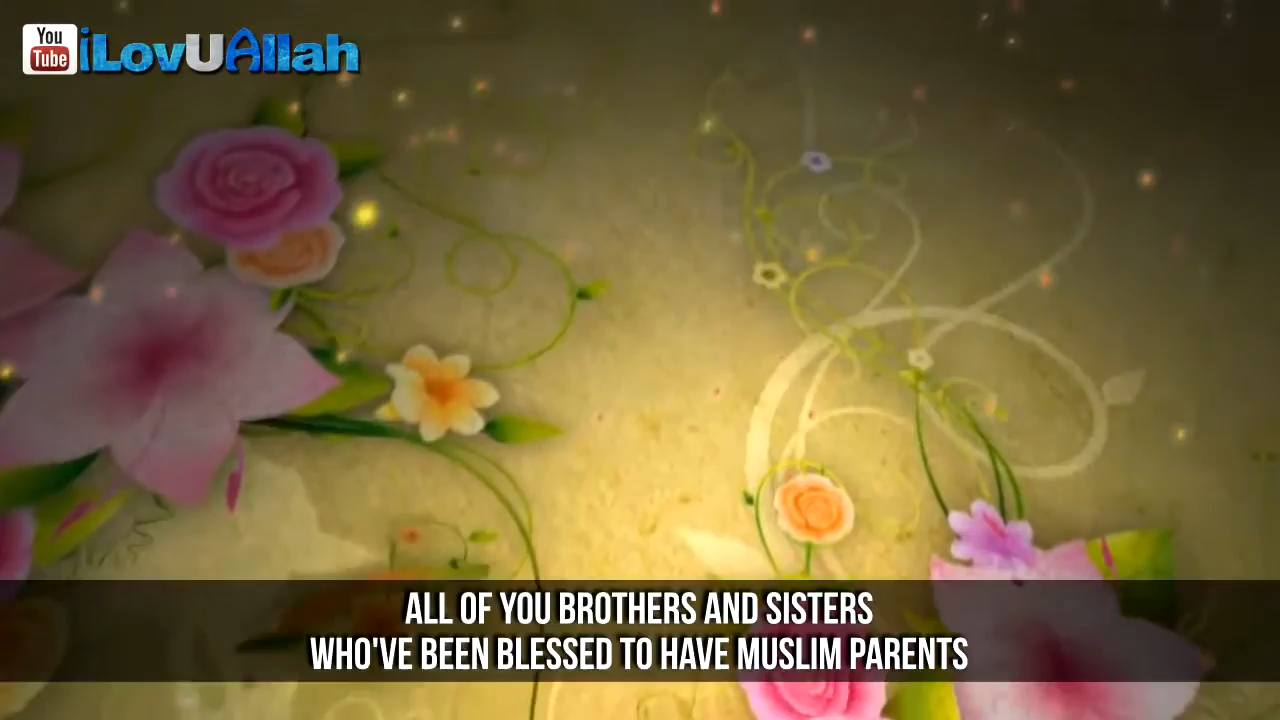 You
Tube
iLovUAllah
ALL OF YOU BROTHERS AND SISTERS
WHO'VE BEEN BLESSED TO HAVE MUSLIM PARENTS